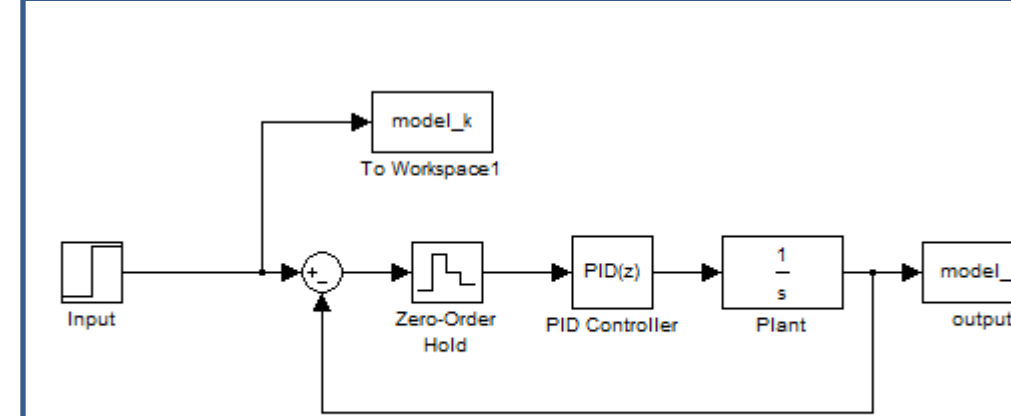 model_k
To Workspace1
+
−
PID(z)
1
s
model_
Input
Zero-Order
Hold
PID Controller
Plant
output